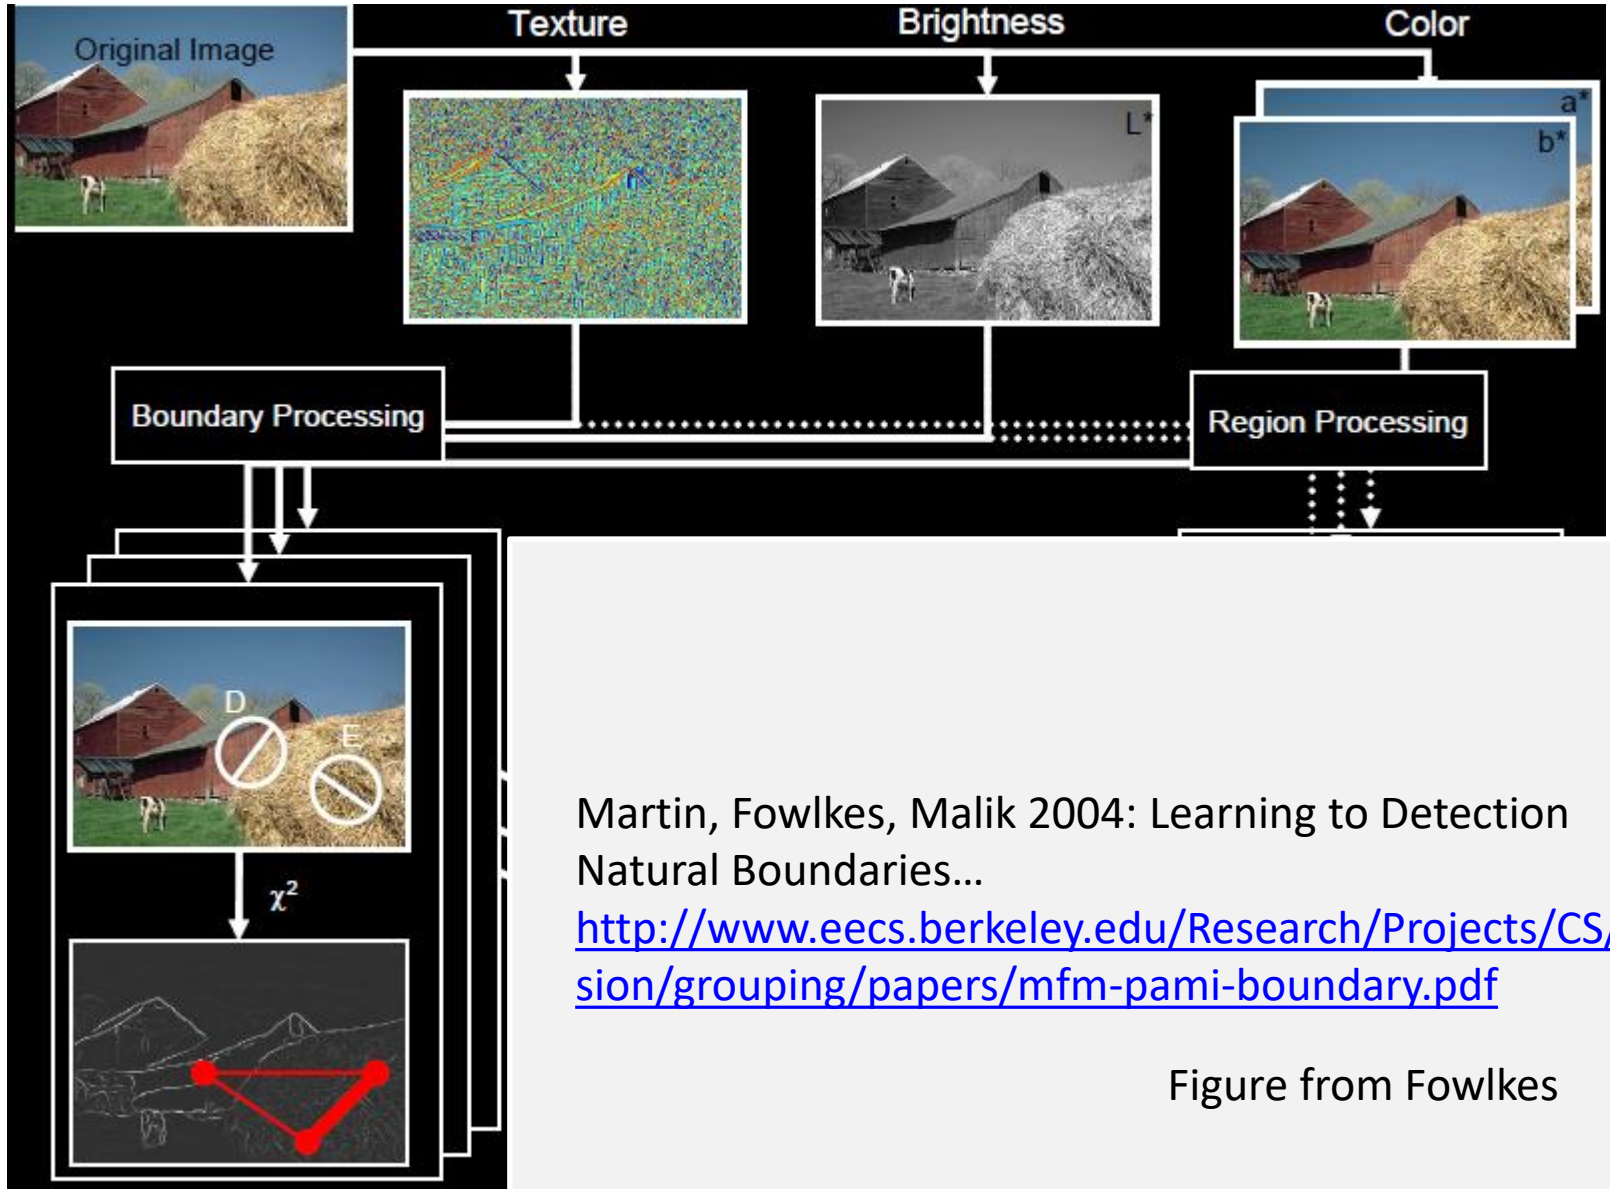 Original Image
Texture
Brightness
Color
L*
a*
b*
Boundary Processing
Region Processing
D
E
χ²
Martin, Fowlkes, Malik 2004: Learning to Detection
Natural Boundaries…
http://www.eecs.berkeley.edu/Research/Projects/CS/
sion/grouping/papers/mfm-pami-boundary.pdf
Figure from Fowlkes